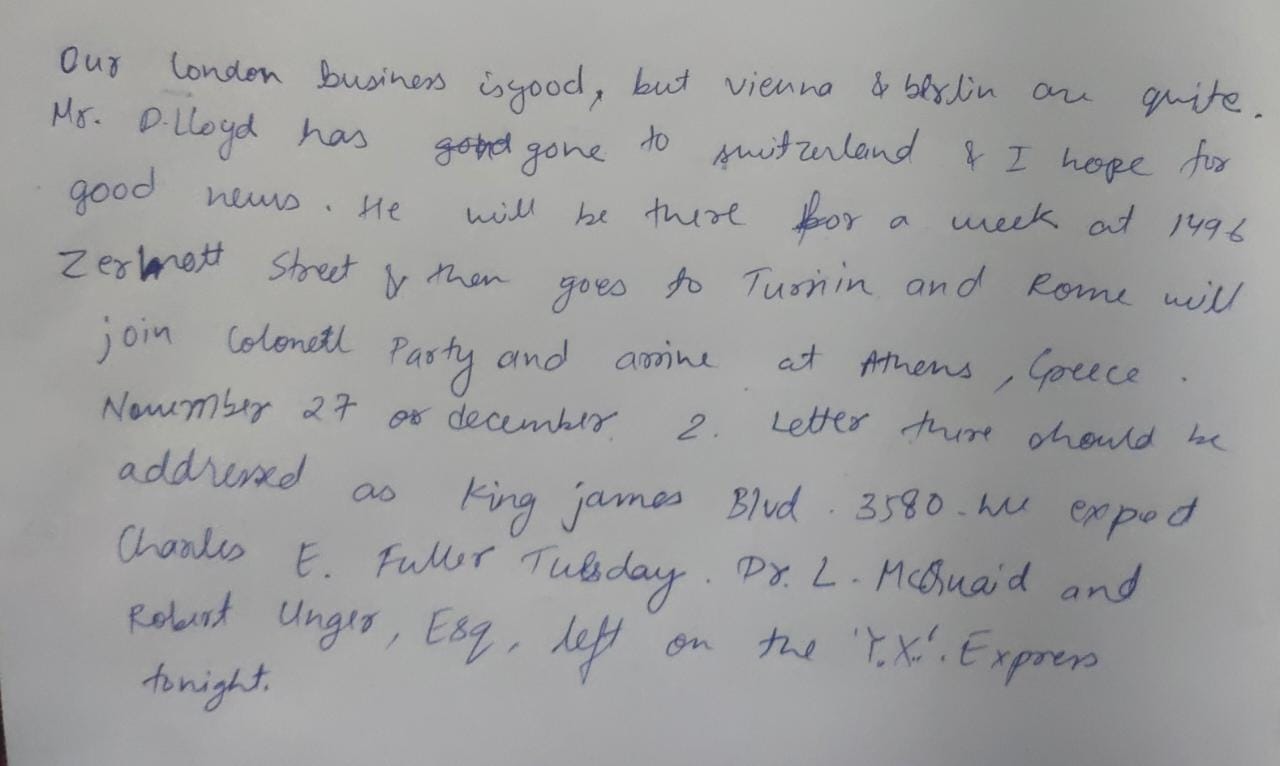 Our London business is good, but vienna & berlin are quite.
Mr. D. Lloyd has gone to switzerland & I hope for
good news. He will be there for a week at 1496
Zermott Street & then goes to Turin and Rome will
join Colonell Party and arrive at Athens, Greece.
November 27 or december 2. Letter there should be
addressed as King james Blvd. 3580. We expect
Charles E. Fuller Tuesday. Dr. L. McQuaid and
Robert Unger, Esq, left on the 'Y.X.'. Express
tonight.